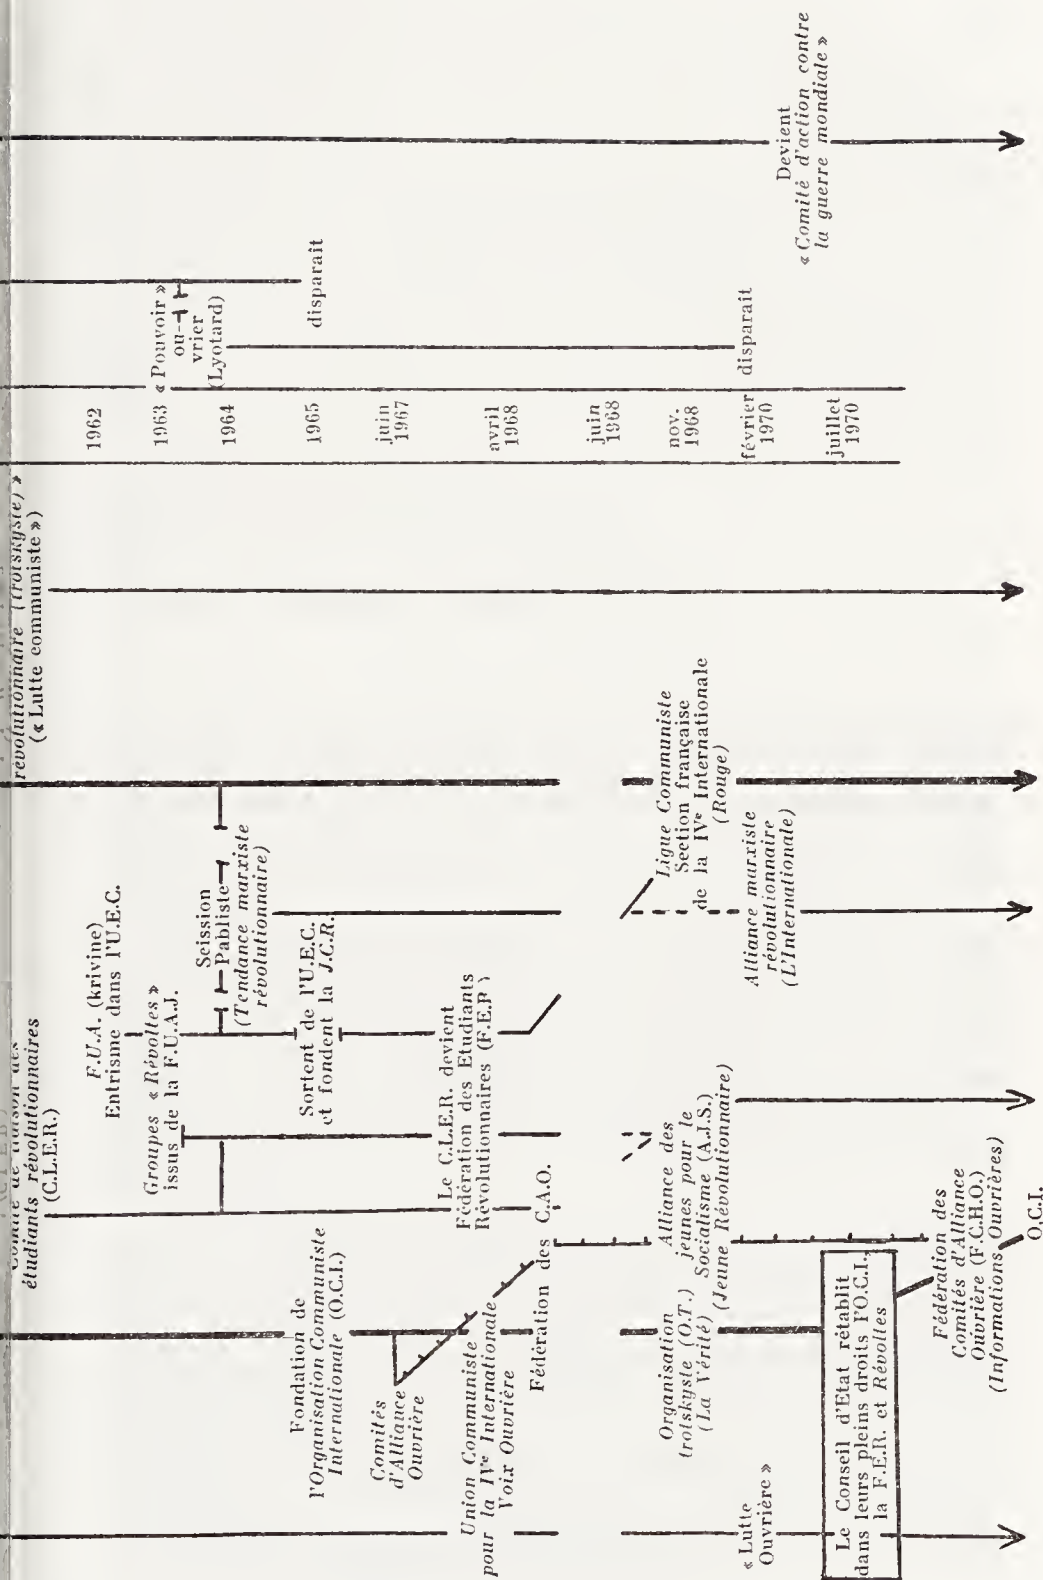 révolutionnaire (trotskyste) »
(« Lutte communiste »)
étudiants révolutionnaires
(C.L.E.R.)
1962
1963
1964
1965
juin
1967
avril
1968
juin
1968
nov.
1968
février
1970
juillet
1970
« Pouvoir »
ou-
vrier
(Lyotard)
disparaît
disparaît
Devient
« Comité d'action contre
la guerre mondiale »
F.U.A. (krivine)
Entrisme dans l'U.E.C.
Groupes « Révoltes »
issus de la F.U.A.J.
Scission
Pabliste
(Tendance marxiste
révolutionnaire)
Sortent de l'U.E.C.
et fondent la J.C.R.
Le C.L.E.R. devient
Fédération des Etudiants
Révolutionnaires (F.E.R.)
Ligue Communiste
Section française
de la IVe Internationale
(Rouge)
Alliance marxiste
révolutionnaire
(L'Internationale)
Fondation de
l'Organisation Communiste
Internationale (O.C.I.)
Comités
d'Alliance
Ouvrière
Union Communiste
pour la IVe Internationale
Voix Ouvrière
Fédération des C.A.O.
Organisation
trotskyste (O.T.)
(La Vérité)
Alliance des
jeunes pour le
Socialisme (A.J.S.)
(Jeune Révolutionnaire)
« Lutte
Ouvrière »
Le Conseil d'Etat rétablit
dans leurs pleins droits l'O.C.I.,
la F.E.R. et Révoltes
Fédération des
Comités d'Alliance
Ouvrière (F.C.H.O.)
(Informations Ouvrières)
O.C.I.